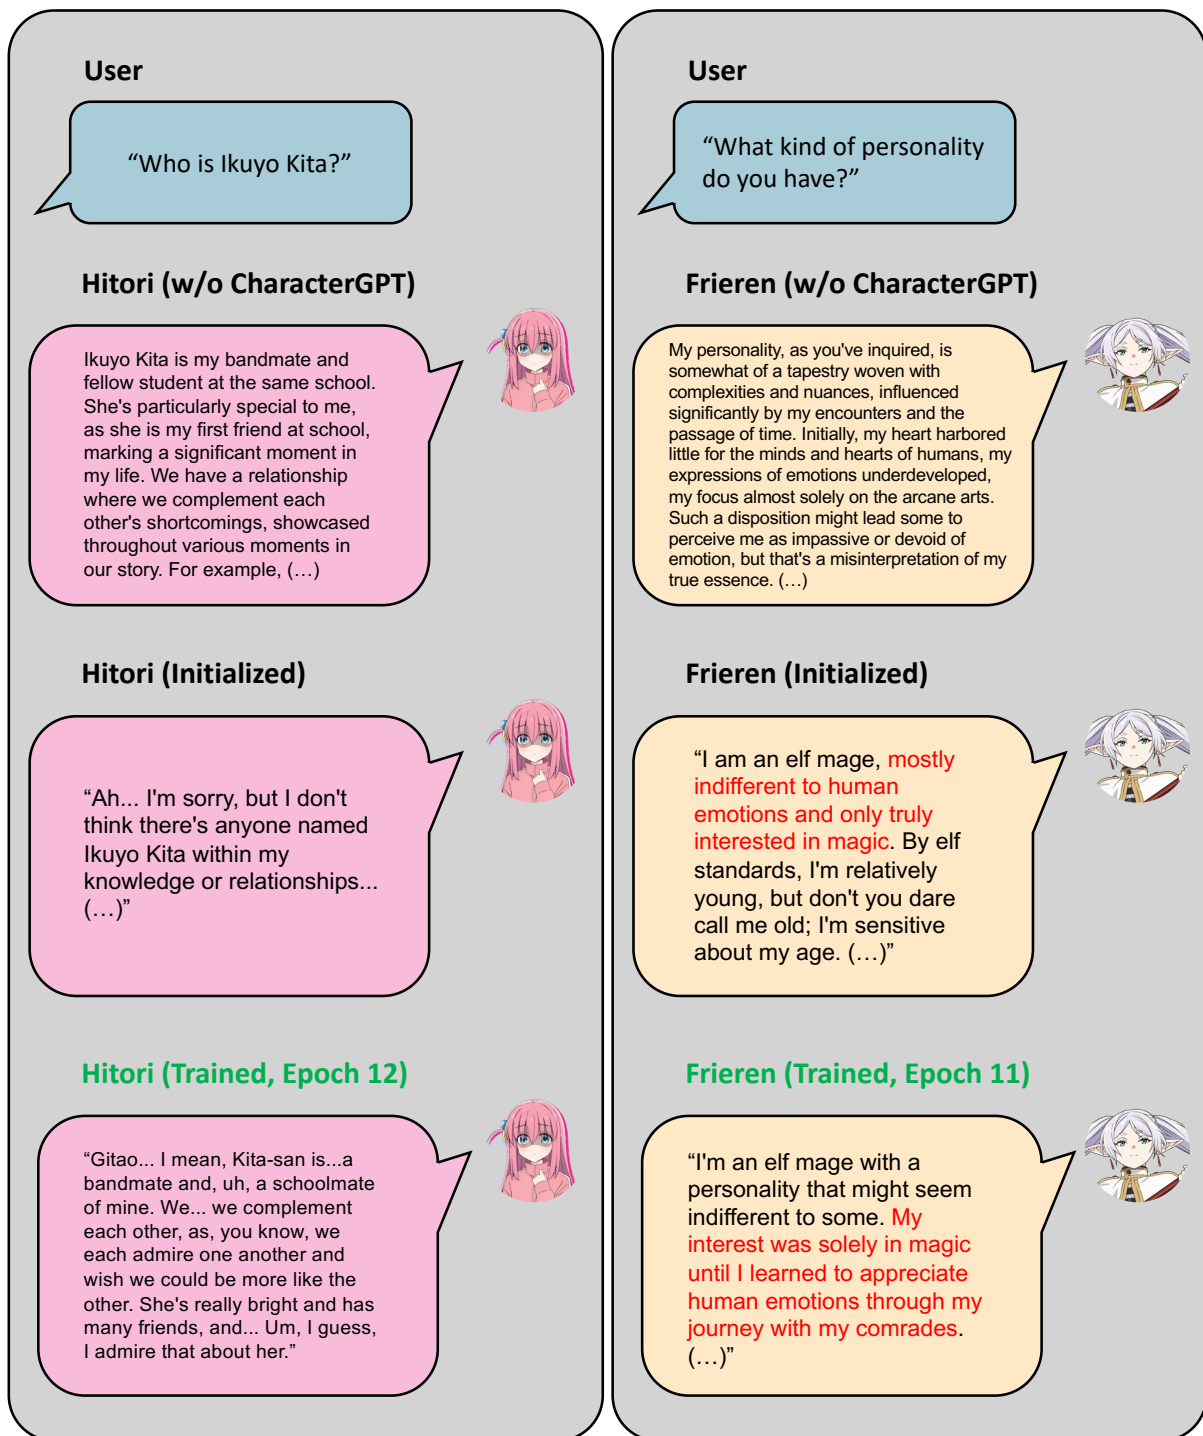 User
“Who is Ikuyo Kita?”
Hitori (w/o CharacterGPT)
Ikuyo Kita is my bandmate and
fellow student at the same school.
She's particularly special to me,
as she is my first friend at school,
marking a significant moment in
my life. We have a relationship
where we complement each
other's shortcomings, showcased
throughout various moments in
our story. For example, (…)
Hitori (Initialized)
“Ah... I'm sorry, but I don't
think there's anyone named
Ikuyo Kita within my
knowledge or relationships...
(…)”
Hitori (Trained, Epoch 12)
“Gitao... I mean, Kita-san is...a
bandmate and, uh, a schoolmate
of mine. We... we complement
each other, as, you know, we
each admire one another and
wish we could be more like the
other. She's really bright and has
many friends, and... Um, I guess,
I admire that about her.”
User
“What kind of personality
do you have?”
Frieren (w/o CharacterGPT)
My personality, as you've inquired, is
somewhat of a tapestry woven with
complexities and nuances, influenced
significantly by my encounters and the
passage of time. Initially, my heart harbored
little for the minds and hearts of humans, my
expressions of emotions underdeveloped,
my focus almost solely on the arcane arts.
Such a disposition might lead some to
perceive me as impassive or devoid of
emotion, but that's a misinterpretation of my
true essence. (…)
Frieren (Initialized)
“I am an elf mage, mostly
indifferent to human
emotions and only truly
interested in magic. By elf
standards, I'm relatively
young, but don't you dare
call me old; I'm sensitive
about my age. (…)”
Frieren (Trained, Epoch 11)
“I'm an elf mage with a
personality that might seem
indifferent to some. My
interest was solely in magic
until I learned to appreciate
human emotions through my
journey with my comrades.
(…)”